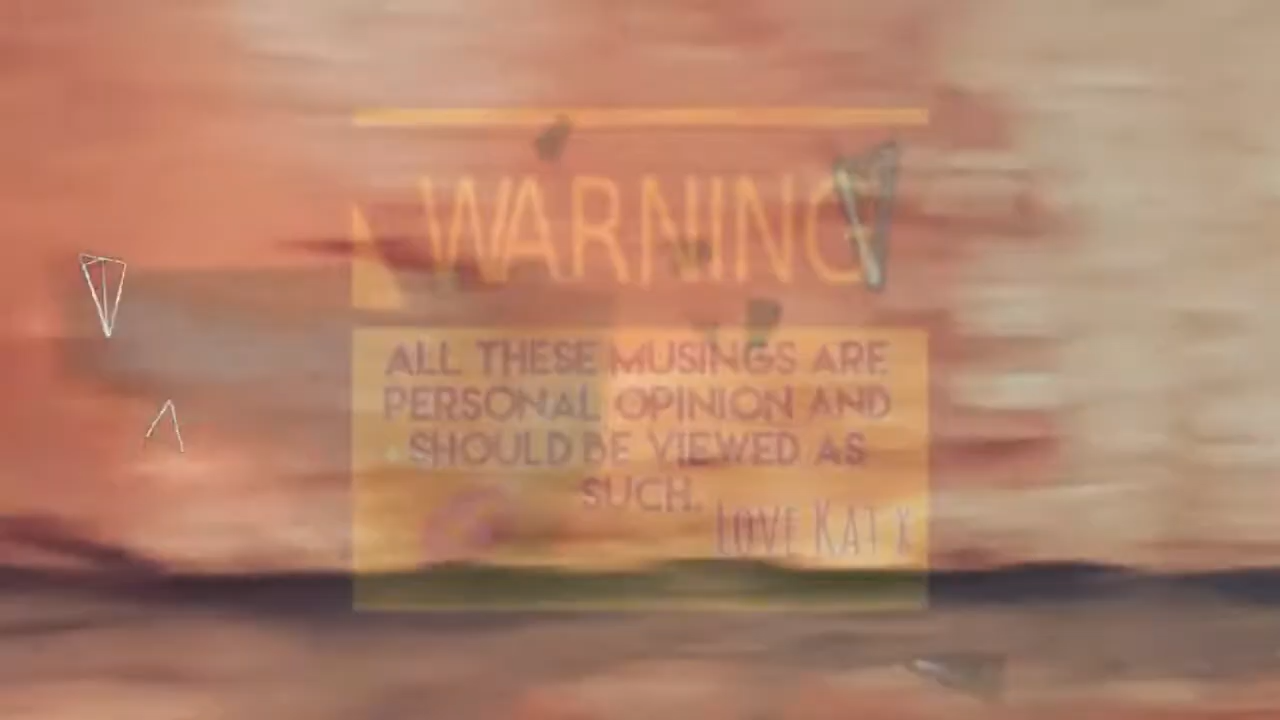 WARNING
ALL THESE MUSINGS ARE
PERSONAL OPINION AND
SHOULD BE VIEWED AS
SUCH.
LOVE KAT X